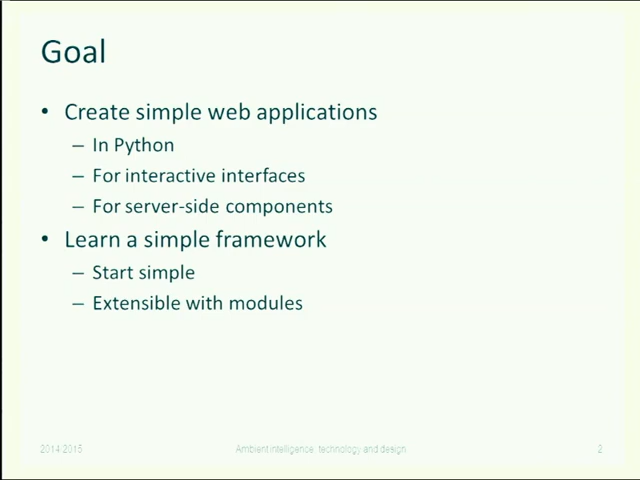 Goal
• Create simple web applications
– In Python
– For interactive interfaces
– For server-side components
• Learn a simple framework
– Start simple
– Extensible with modules
2014/2015 Ambient intelligence: technology and design 2